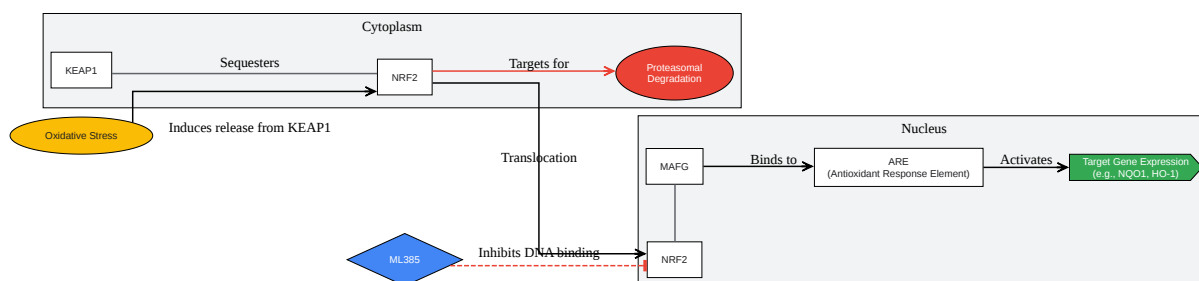 Cytoplasm
KEAP1
Sequesters
NRF2
Targets for
Proteasomal
Degradation
Oxidative Stress
Induces release from KEAP1
Translocation
Nucleus
MAFG
Binds to
ARE
(Antioxidant Response Element)
Activates
Target Gene Expression
(e.g., NQO1, HO-1)
ML385
Inhibits DNA binding
NRF2